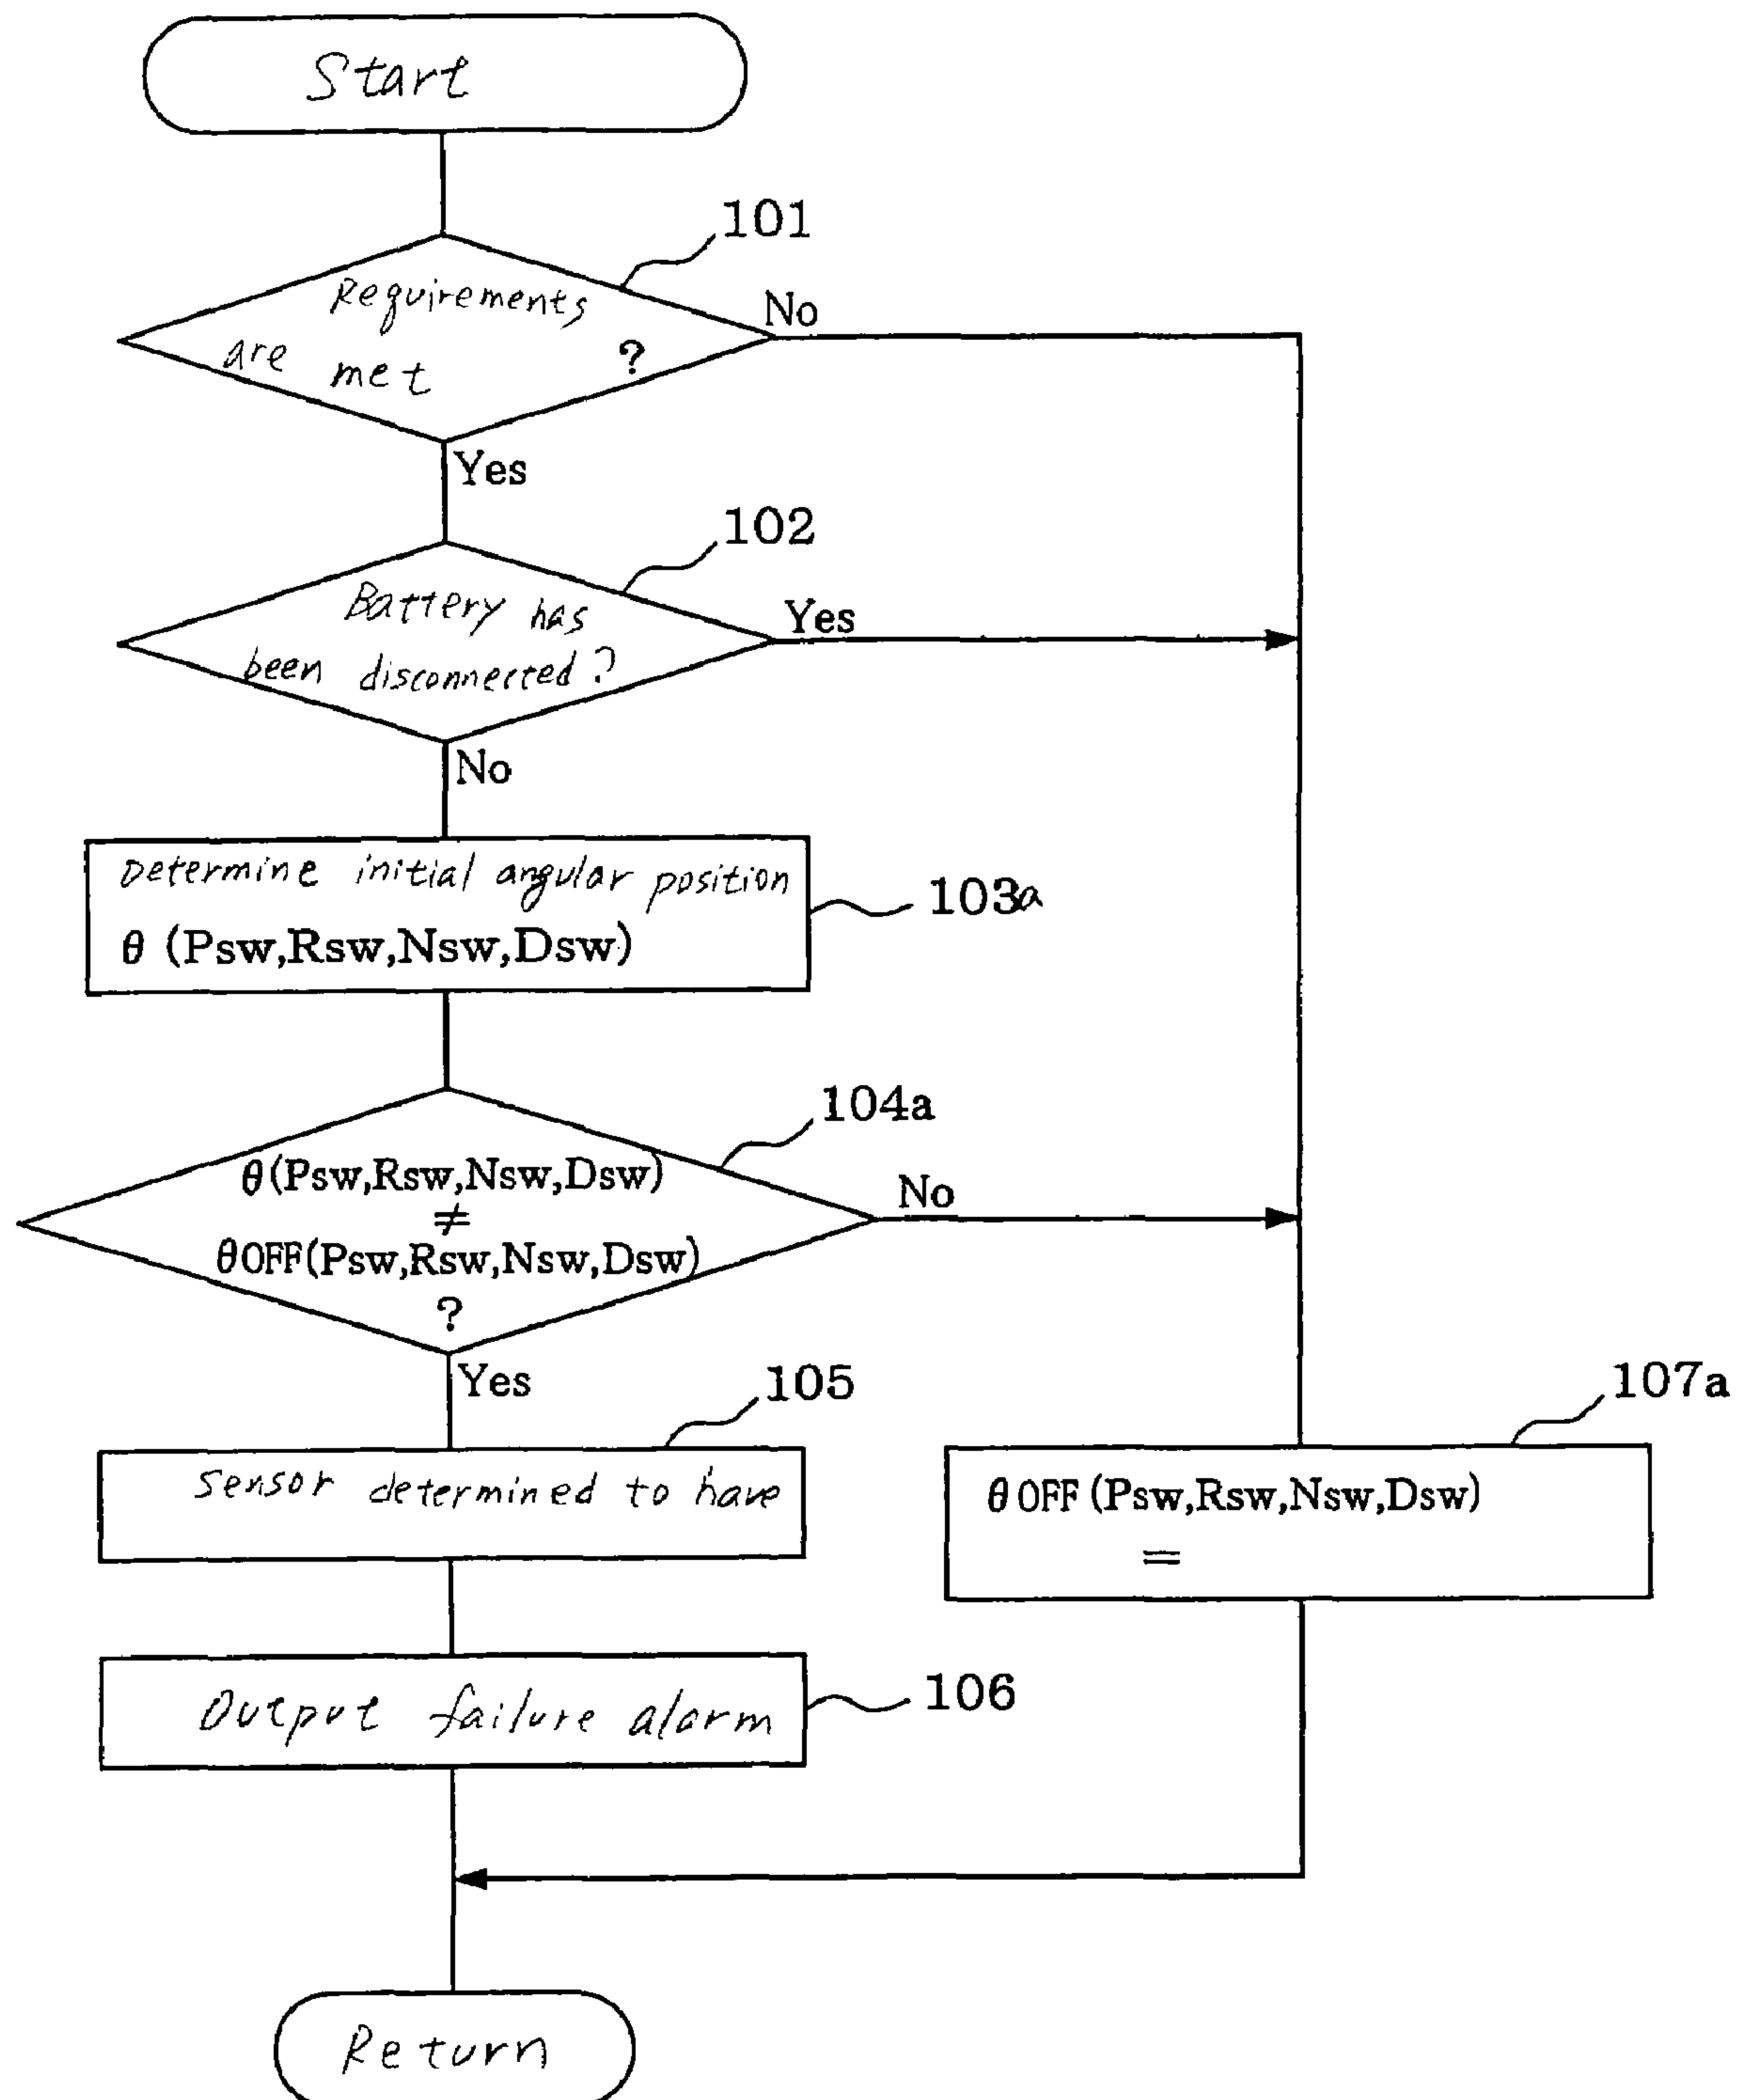 Start
101
Requirements
are met ?
No
Yes
102
Battery has
been disconnected?
Yes
No
Determine initial angular position
θ (Psw,Rsw,Nsw,Dsw)
103a
104a
θ(Psw,Rsw,Nsw,Dsw)
≠
θOFF(Psw,Rsw,Nsw,Dsw)
?
No
Yes
105
Sensor determined to have
107a
θOFF (Psw,Rsw,Nsw,Dsw)
=
Output failure alarm
106
Return